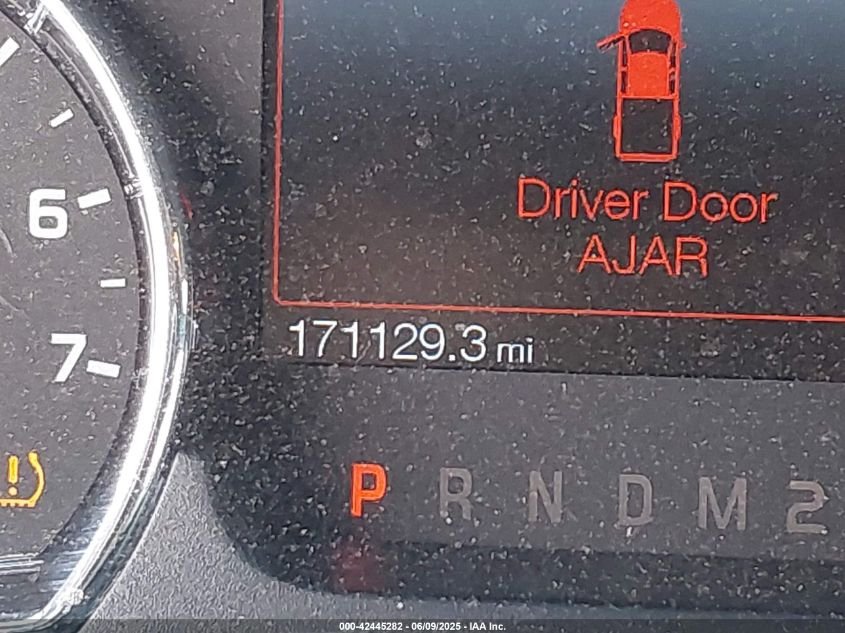 6
7
Driver Door
AJAR
171129.3 mi
P R N D M 2
000-42445282 - 06/09/2025 - IAA Inc.